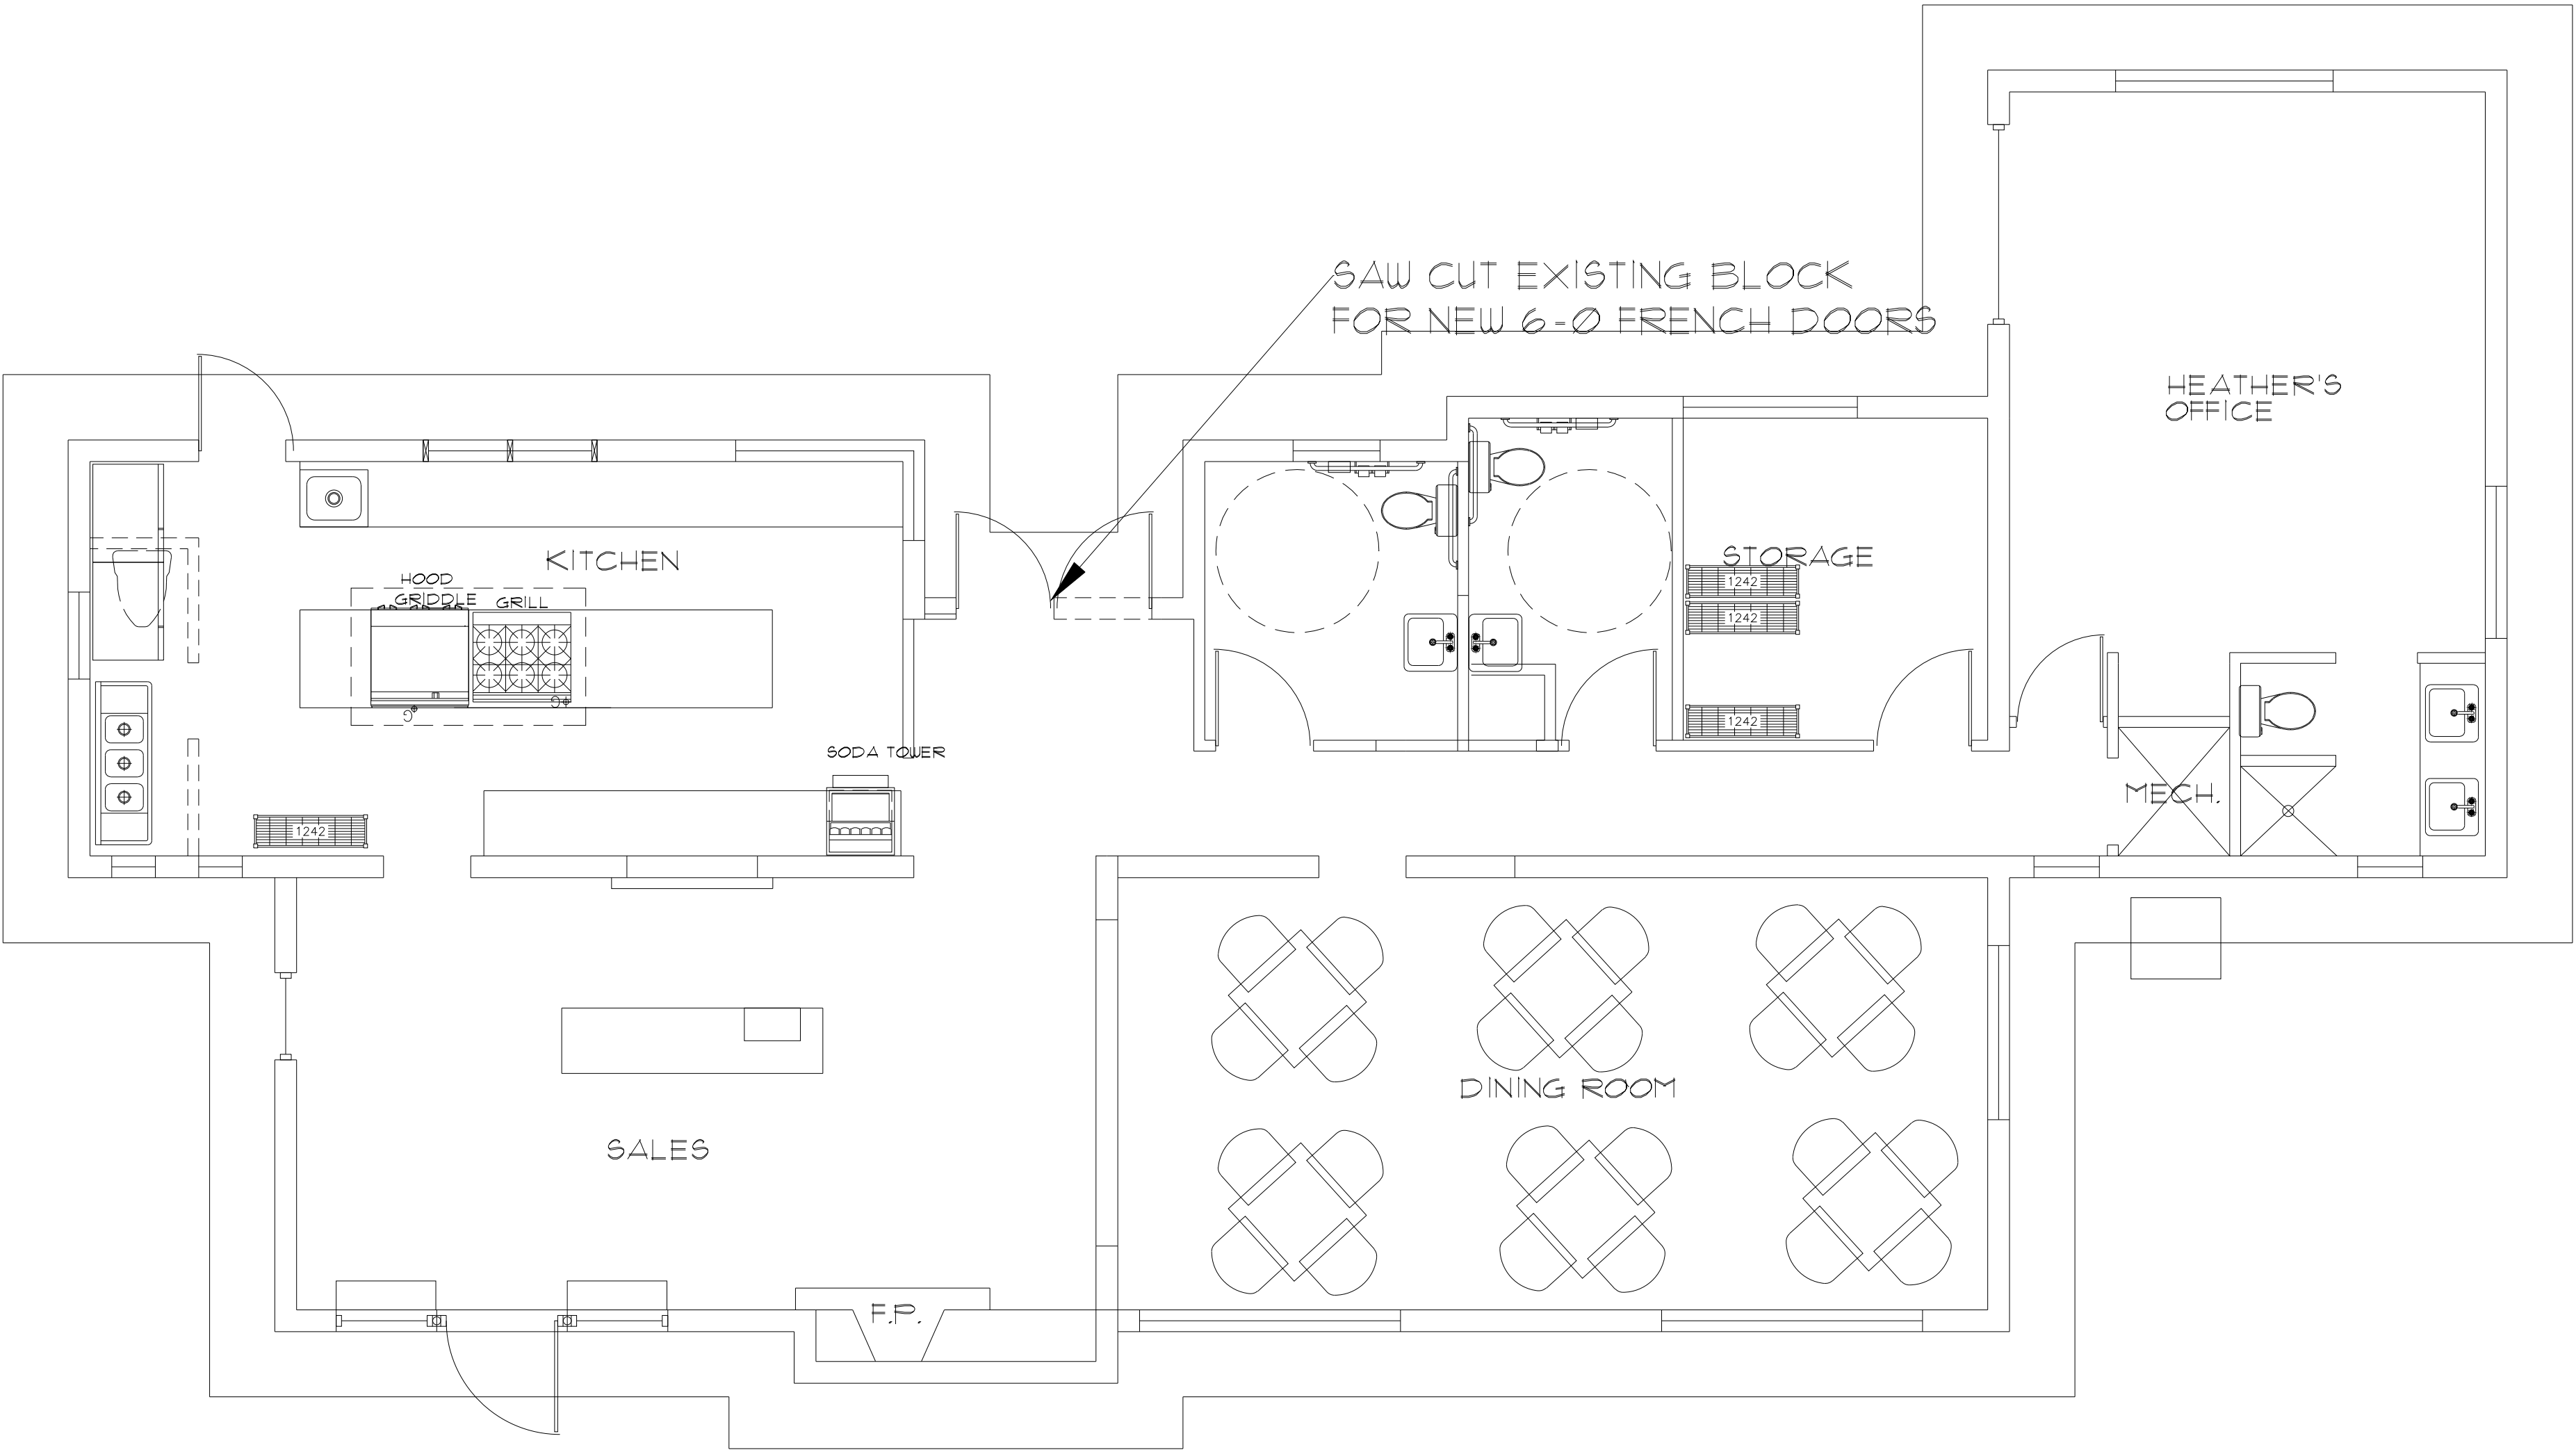 SAW CUT EXISTING BLOCK
FOR NEW 6-Ø FRENCH DOORS
HEATHER'S
OFFICE
KITCHEN
HOOD
GRIDDLE
GRILL
G
G
STORAGE
1242
1242
1242
SODA TOWER
MECH.
1242
DINING ROOM
SALES
F.P.